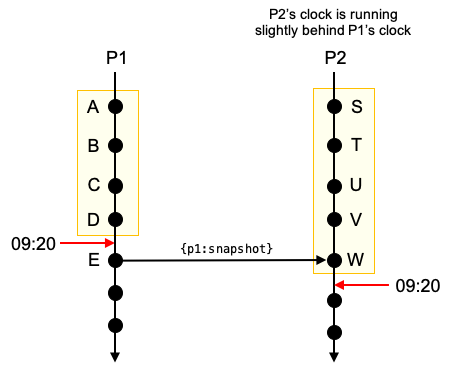 P2’s clock is running
slightly behind P1’s clock
P1
P2
A
S
B
T
C
U
D
V
09:20
{p1:snapshot}
E
W
09:20